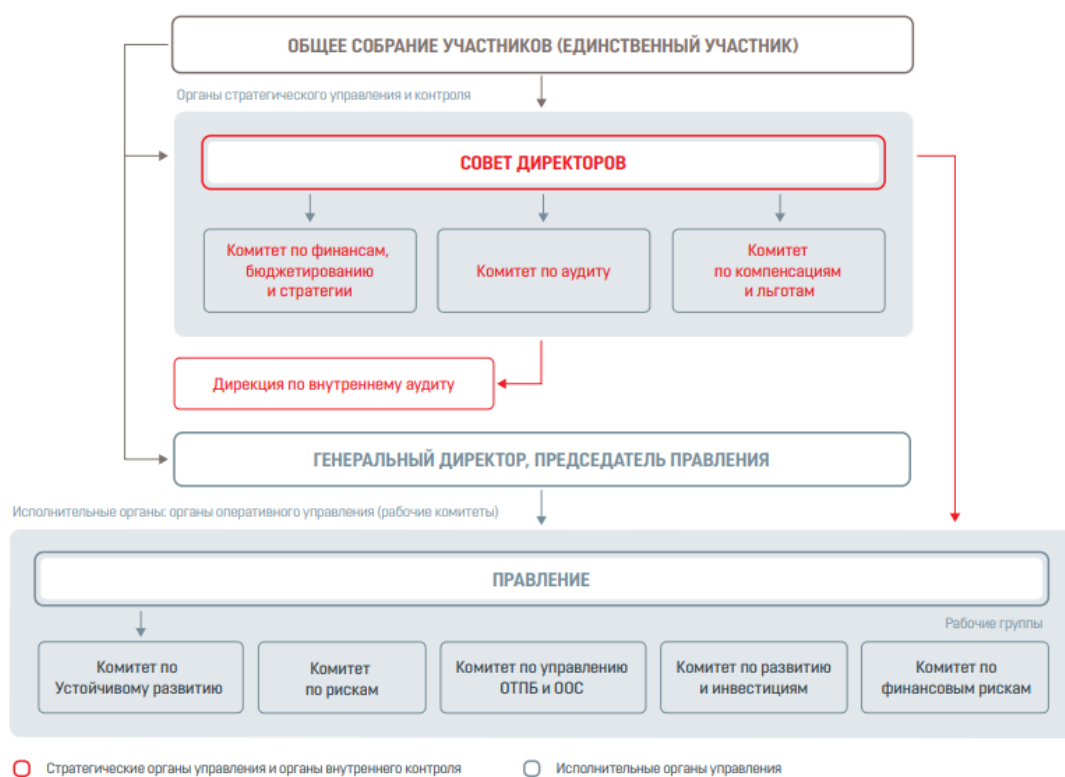 ОБЩЕЕ СОБРАНИЕ УЧАСТНИКОВ (ЕДИНСТВЕННЫЙ УЧАСТНИК)
Органы стратегического управления и контроля
СОВЕТ ДИРЕКТОРОВ
Комитет по финансам,
бюджетированию
и стратегии
Комитет по аудиту
Комитет
по компенсациям
и льготам
Дирекция по внутреннему аудиту
ГЕНЕРАЛЬНЫЙ ДИРЕКТОР, ПРЕДСЕДАТЕЛЬ ПРАВЛЕНИЯ
Исполнительные органы: органы оперативного управления (рабочие комитеты)
ПРАВЛЕНИЕ
Рабочие группы
Комитет по
Устойчивому развитию
Комитет
по рискам
Комитет по управлению
ОТПБ и ООС
Комитет по развитию
и инвестициям
Комитет по
финансовым рискам
Стратегические органы управления и органы внутреннего контроля
Исполнительные органы управления